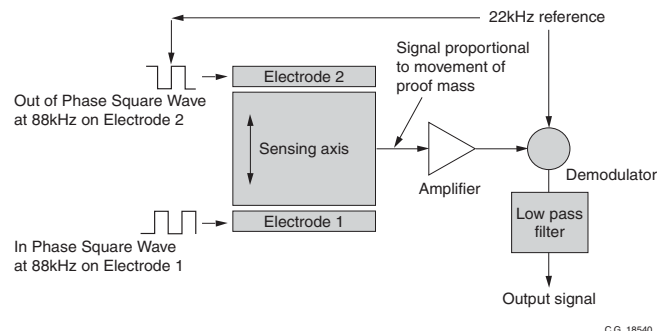 22kHz reference
Signal proportional
to movement of
proof mass
Electrode 2
Out of Phase Square Wave
at 88kHz on Electrode 2
Sensing axis
Amplifier
Demodulator
Electrode 1
Low pass
filter
In Phase Square Wave
at 88kHz on Electrode 1
Output signal
C.G. 18540